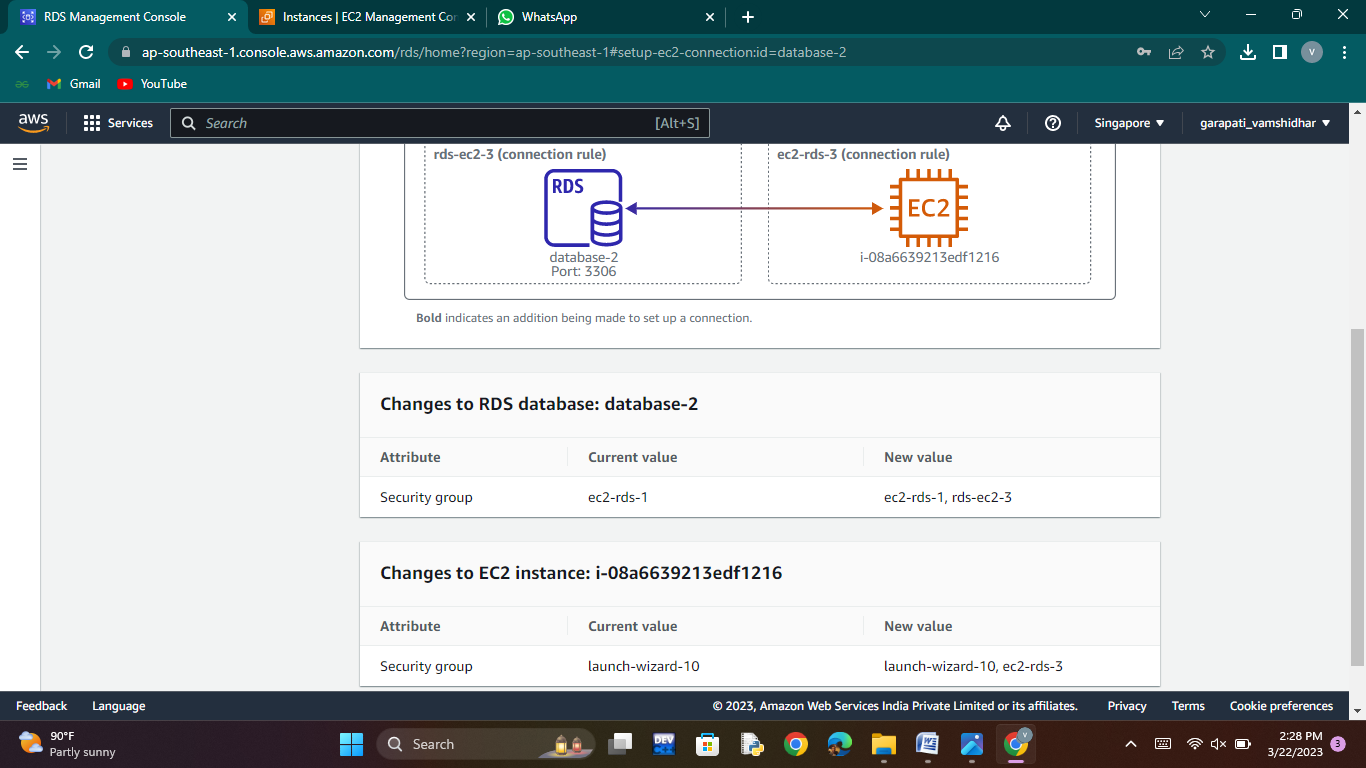 RDS Management Console
Instances | EC2 Management Con
WhatsApp
ap-southeast-1.console.aws.amazon.com/rds/home?region=ap-southeast-1#setup-ec2-connection:id=database-2
V
Gmail
YouTube
aws
Services
Search
[Alt+S]
Singapore
garapati_vamshidhar
rds-ec2-3 (connection rule)
ec2-rds-3 (connection rule)
RDS
EC2
database-2
Port: 3306
i-08a6639213edf1216
Bold indicates an addition being made to set up a connection.
Changes to RDS database: database-2
Attribute
Current value
New value
Security group
ec2-rds-1
ec2-rds-1, rds-ec2-3
Changes to EC2 instance: i-08a6639213edf1216
Attribute
Current value
New value
Security group
launch-wizard-10
launch-wizard-10, ec2-rds-3
Feedback
Language
© 2023, Amazon Web Services India Private Limited or its affiliates.
Privacy
Terms
Cookie preferences
90°F
Partly sunny
Search
DEV
V
2:28 PM
3/22/2023
3